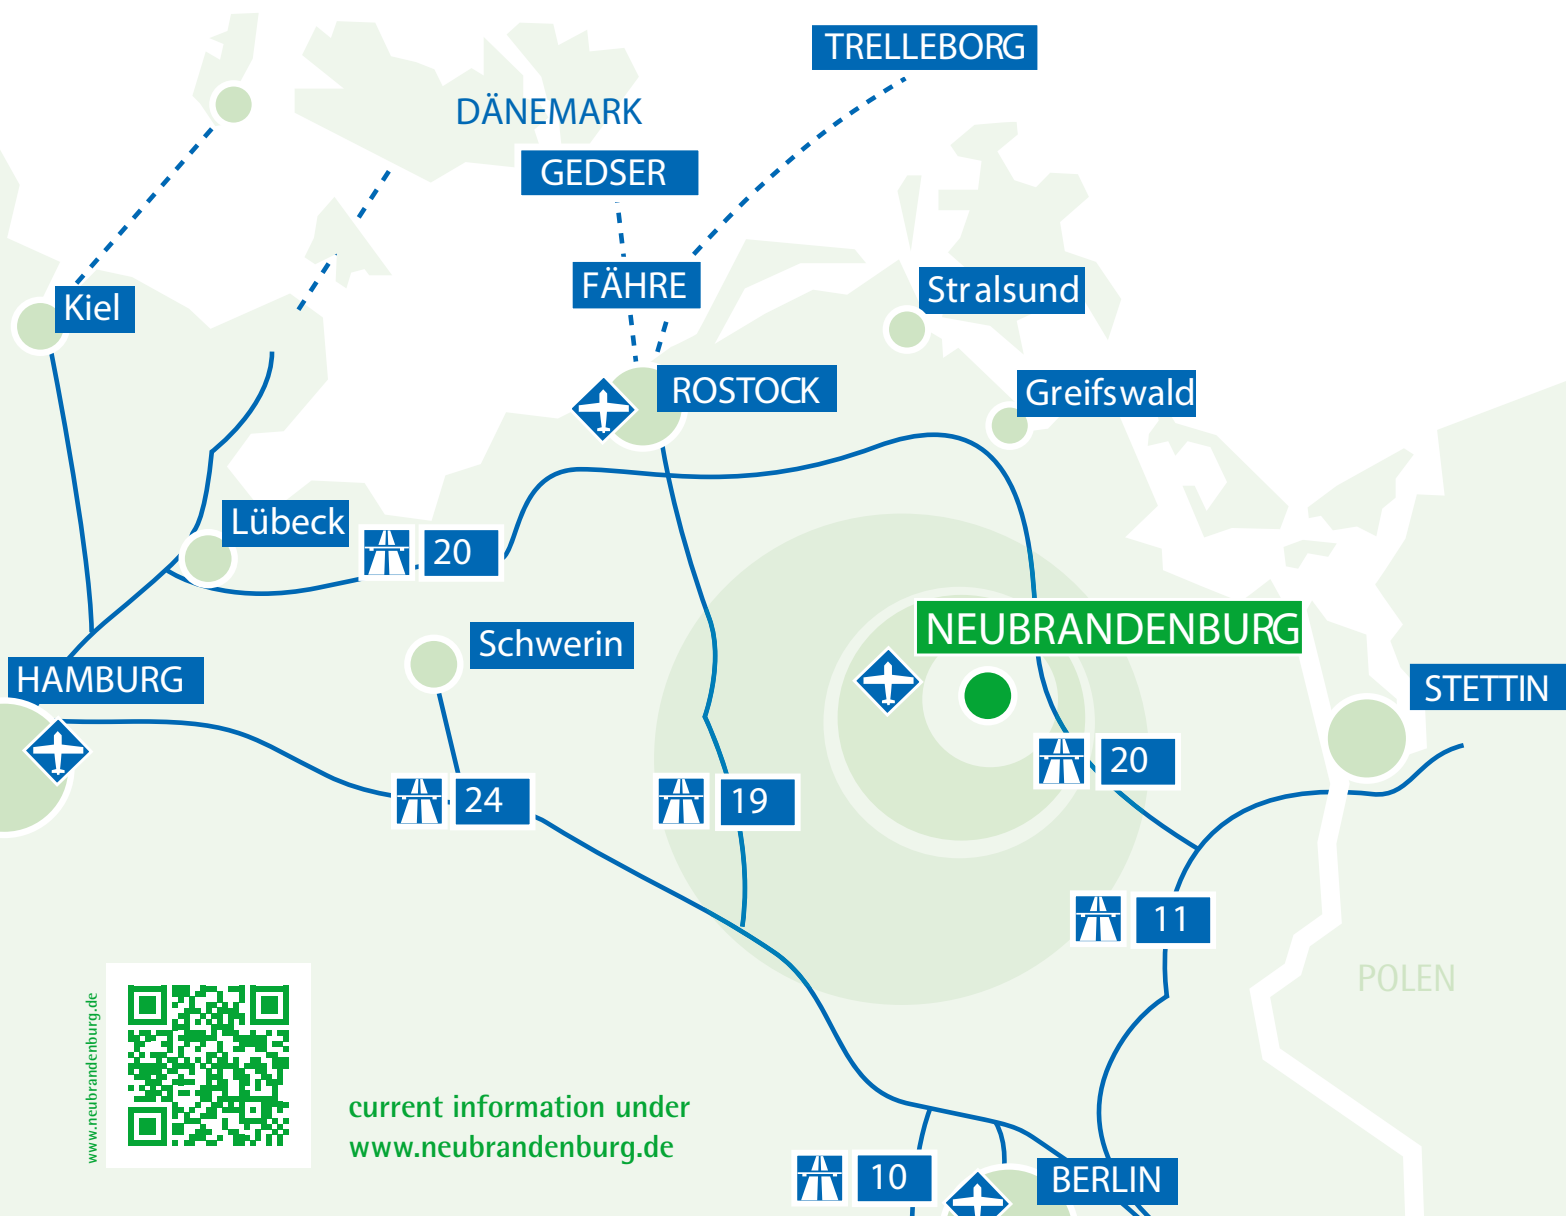 TRELLEBORG
DÄNEMARK
GEDSER
FÄHRE
Stralsund
Kiel
ROSTOCK
Greifswald
Lübeck
20
NEUBRANDENBURG
Schwerin
HAMBURG
STETTIN
20
24
19
11
POLEN
www.neubrandenburg.de
current information under
www.neubrandenburg.de
10
BERLIN